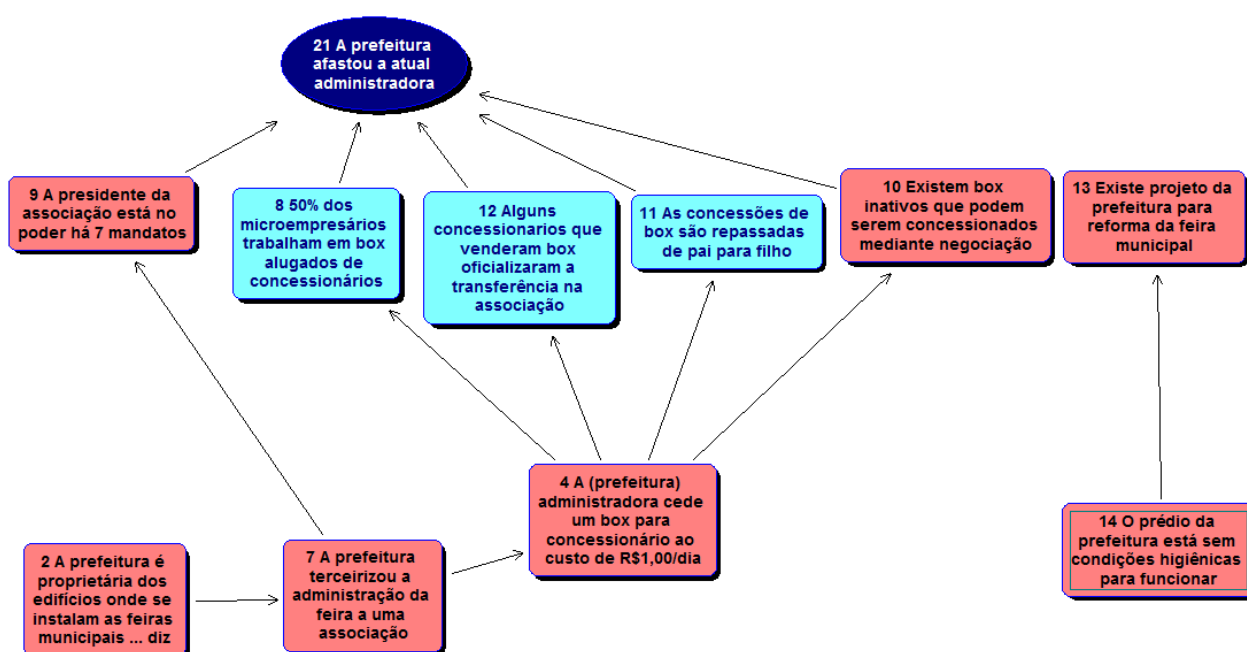 21 A prefeitura
afastou a atual
administradora
9 A presidente da
associação está no
poder há 7 mandatos
8 50% dos
microempresários
trabalham em box
alugados de
concessionários
12 Alguns
concessionarios que
venderam box
oficializaram a
transferência na
associação
11 As concessões de
box são repassadas
de pai para filho
10 Existem box
inativos que podem
serem concessionados
mediante negociação
13 Existe projeto da
prefeitura para
reforma da feira
municipal
4 A (prefeitura)
administradora cede
um box para
concessionário ao
custo de R$1,00/dia
2 A prefeitura é
proprietária dos
edifícios onde se
instalam as feiras
municipais ... diz
7 A prefeitura
terceirizou a
administração da
feira a uma
associação
14 O prédio da
prefeitura está sem
condições higiênicas
para funcionar